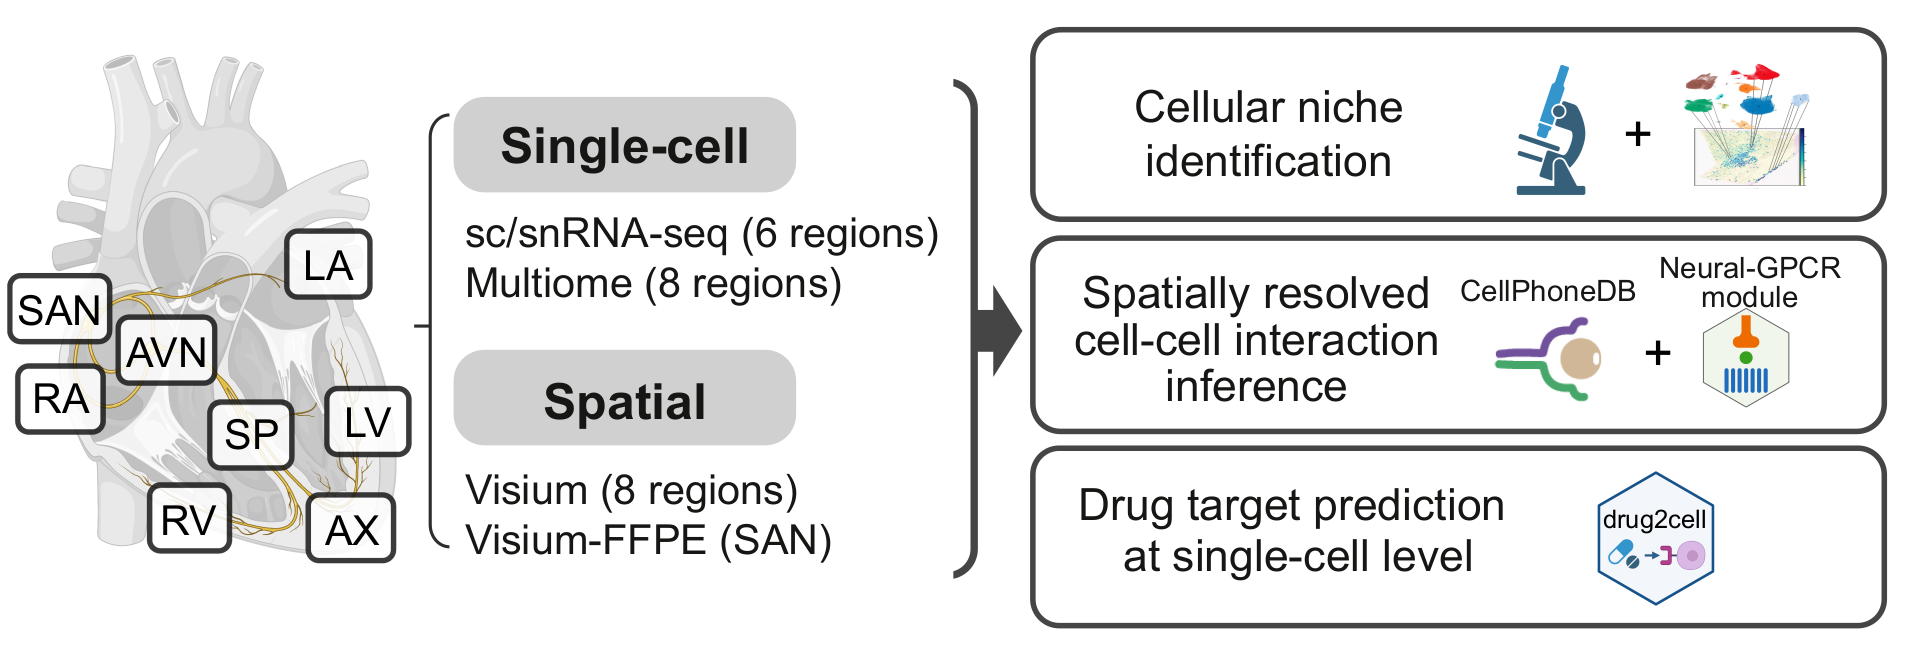 LA
SAN
AVN
RA
SP
LV
RV
AX
Single-cell
sc/snRNA-seq (6 regions)
Multiome (8 regions)
Spatial
Visium (8 regions)
Visium-FFPE (SAN)
Cellular niche
identification
+
Spatially resolved
cell-cell interaction
inference
CellPhoneDB
+
Neural-GPCR
module
Drug target prediction
at single-cell level
drug2cell